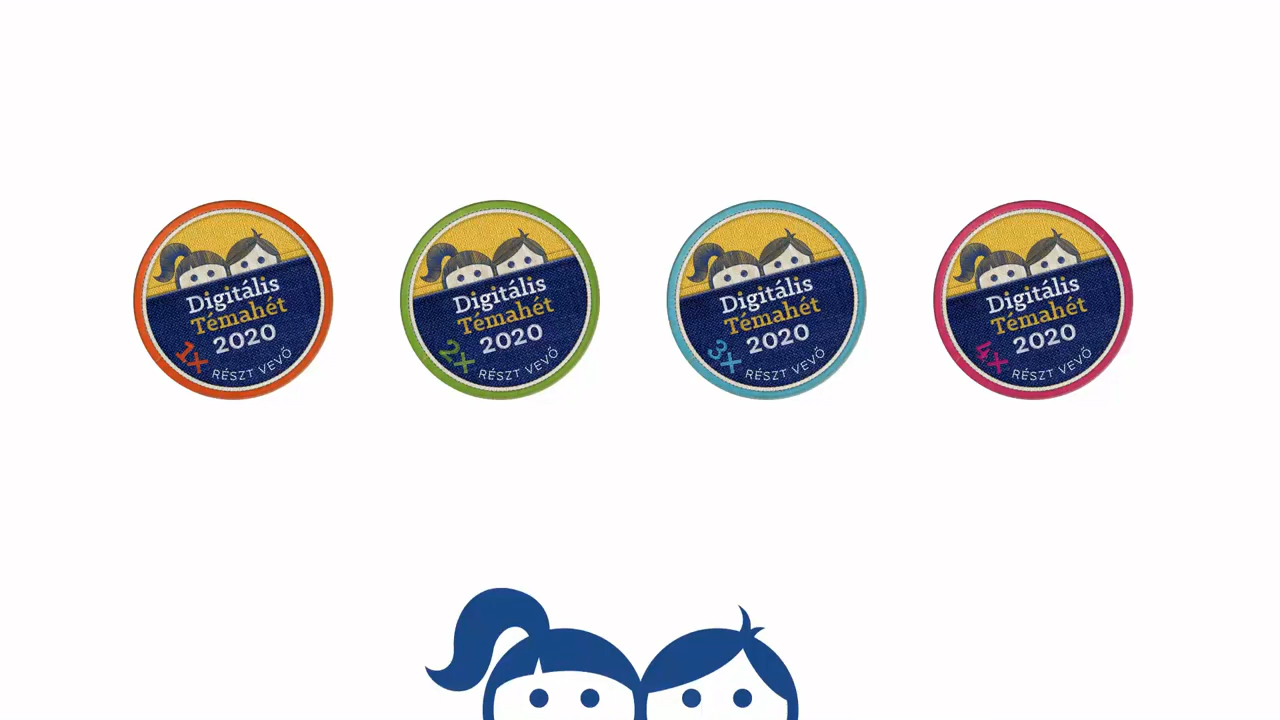 Digitális
Témahét
2020
1X RÉSZT VEVŐ
Digitális
Témahét
2020
2X RÉSZT VEVŐ
Digitális
Témahét
2020
3X RÉSZT VEVŐ
Digitális
Témahét
2020
4X RÉSZT VEVŐ